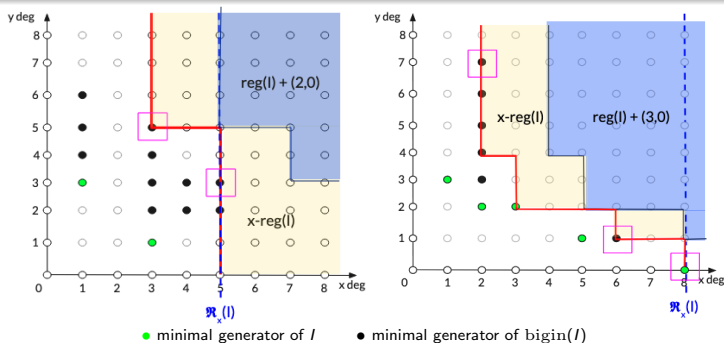 y deg
8
7
6
5
4
3
2
1
0
1
2
3
4
5
6
7
8
x deg
reg(I) + (2,0)
x-reg(I)
ℜₓ(I)
y deg
8
7
6
5
4
3
2
1
0
1
2
3
4
5
6
7
8
x deg
x-reg(I)
reg(I) + (3,0)
ℜₓ(I)
minimal generator of I
minimal generator of bigin(I)